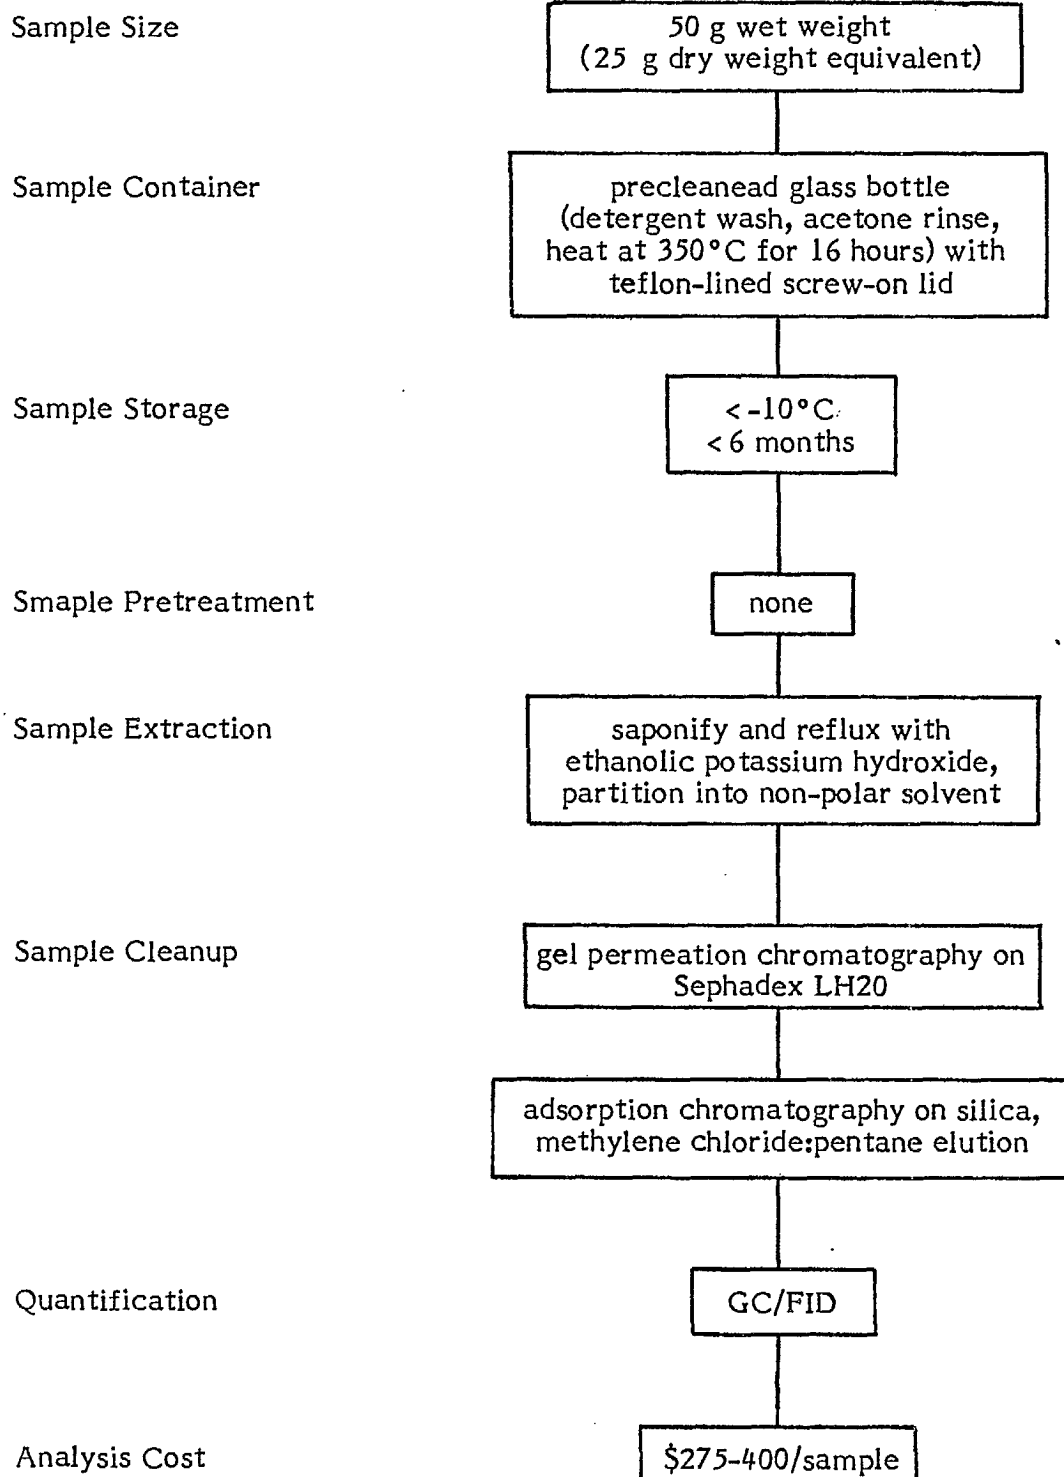 Sample Size
50 g wet weight
(25 g dry weight equivalent)
Sample Container
precleanead glass bottle
(detergent wash, acetone rinse,
heat at 350°C for 16 hours) with
teflon-lined screw-on lid
Sample Storage
<-10°C
<6 months
Smaple Pretreatment
none
Sample Extraction
saponify and reflux with
ethanolic potassium hydroxide,
partition into non-polar solvent
Sample Cleanup
gel permeation chromatography on
Sephadex LH20
adsorption chromatography on silica,
methylene chloride:pentane elution
Quantification
GC/FID
Analysis Cost
$275-400/sample